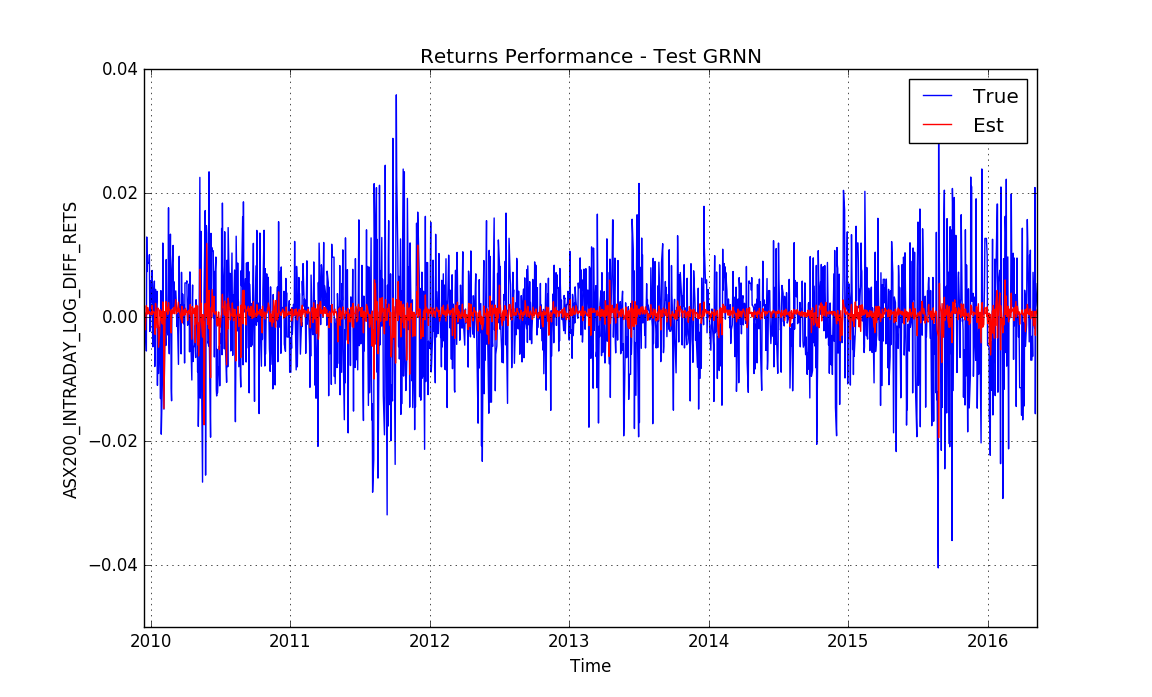 Returns Performance - Test GRNN
True
Est
ASX200_INTRADAY_LOG_DIFF_RETS
0.04
0.02
0.00
−0.02
−0.04
2010 2011 2012 2013 2014 2015 2016
Time